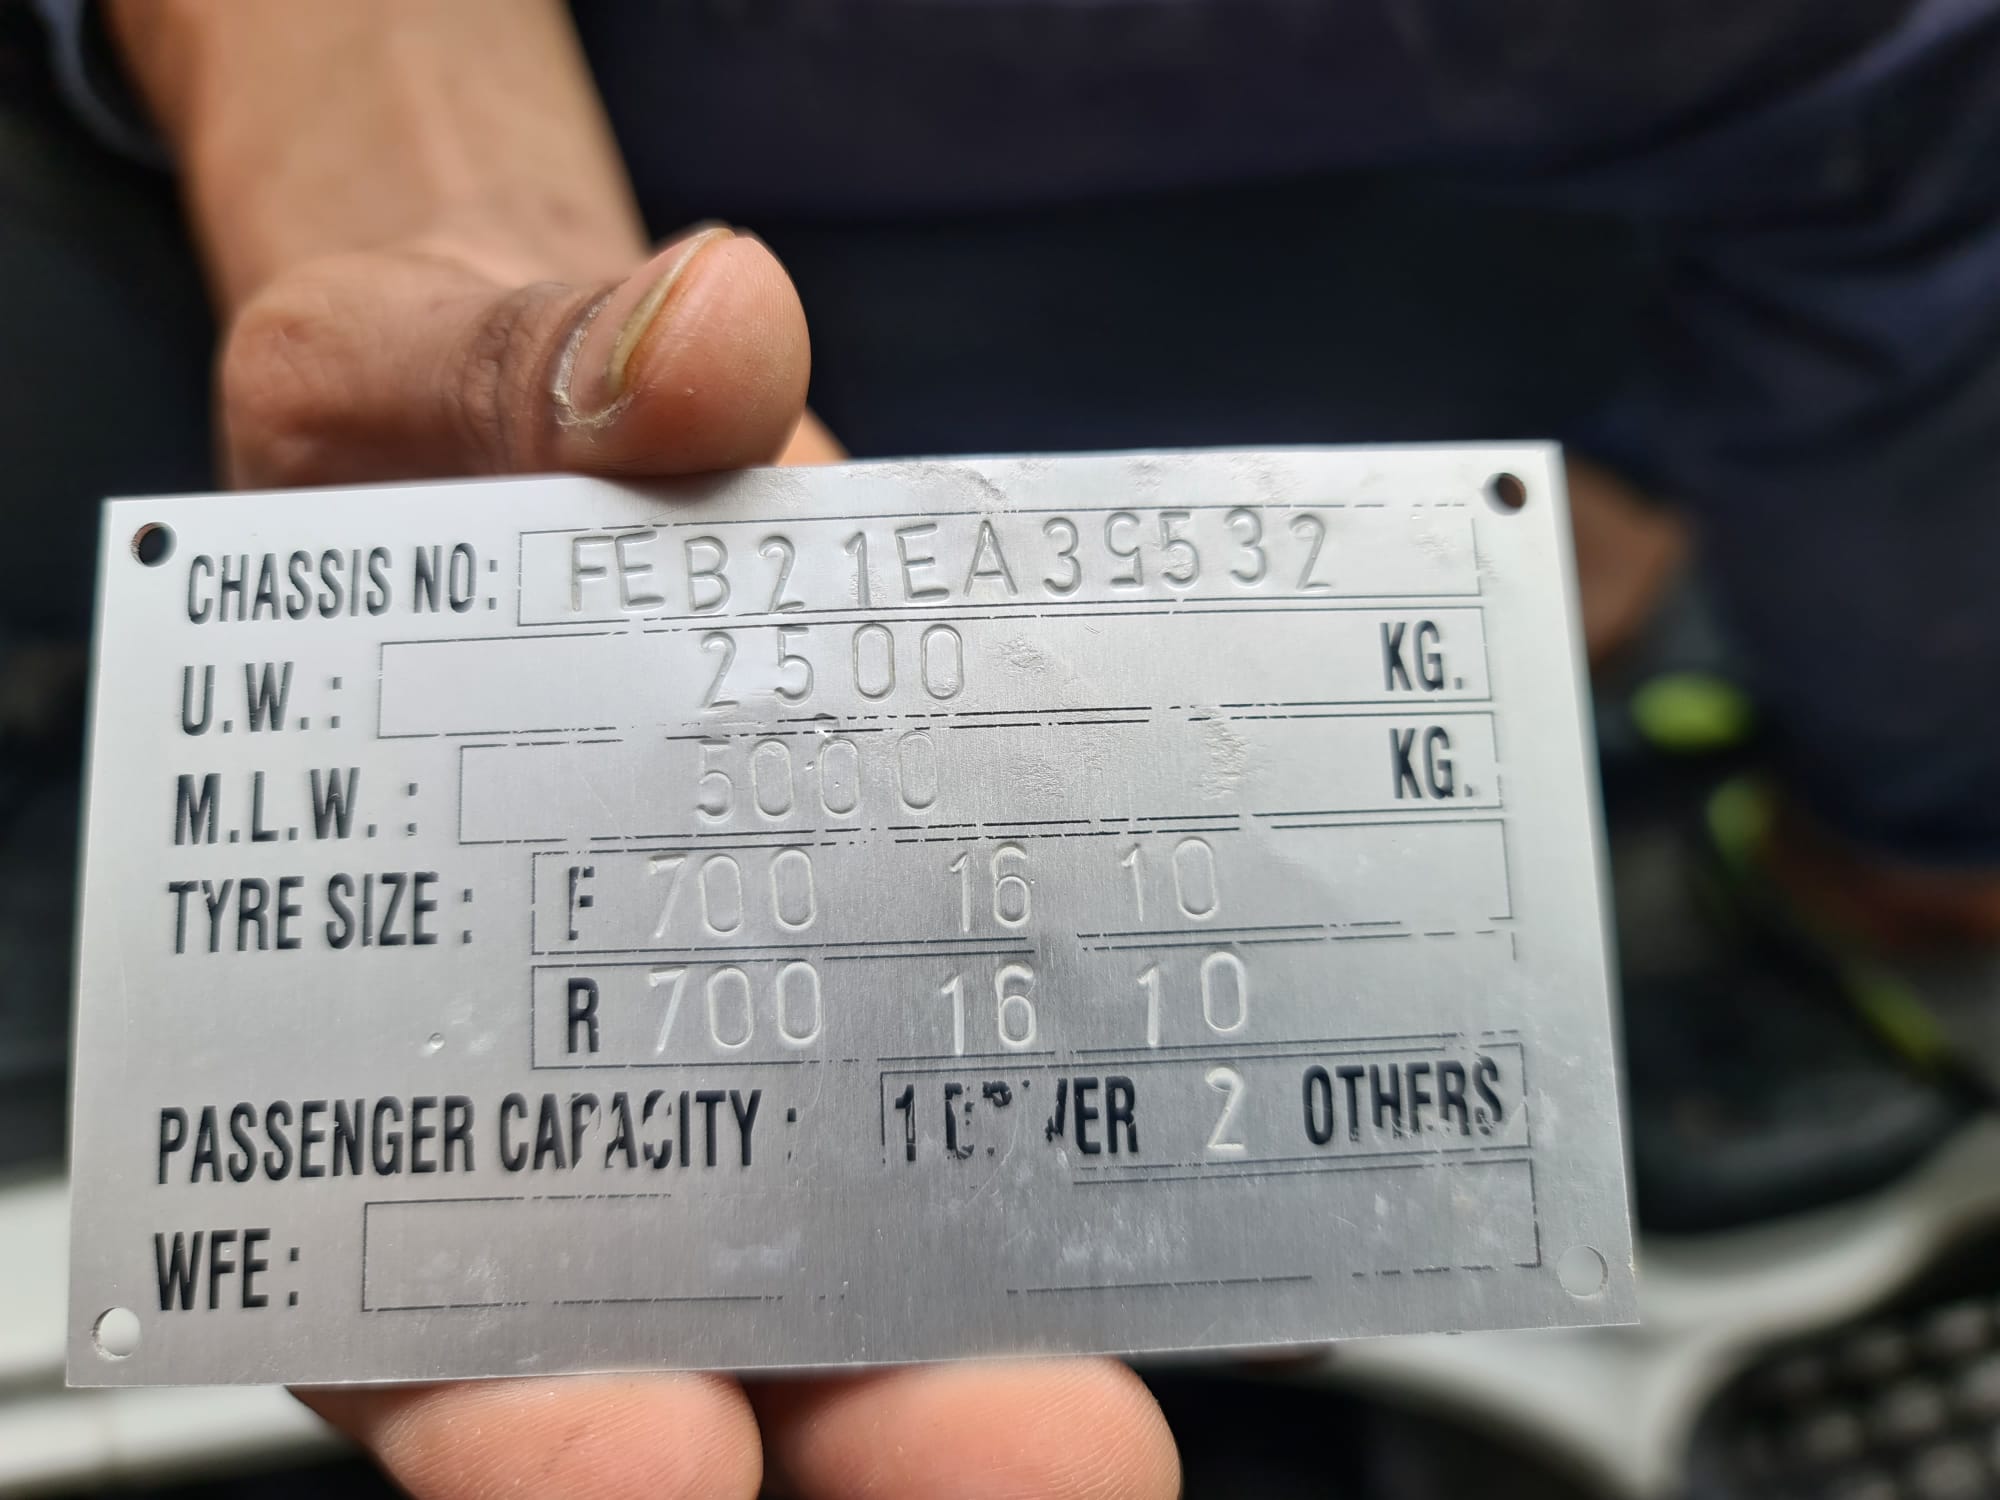 CHASSIS NO: FEB21EA35532
U.W.: 2500 KG.
M.L.W. : 5000 KG.
TYRE SIZE : F 700 16 10
R 700 16 10
PASSENGER CAPACITY : 1 DRIVER 2 OTHERS
WFE :